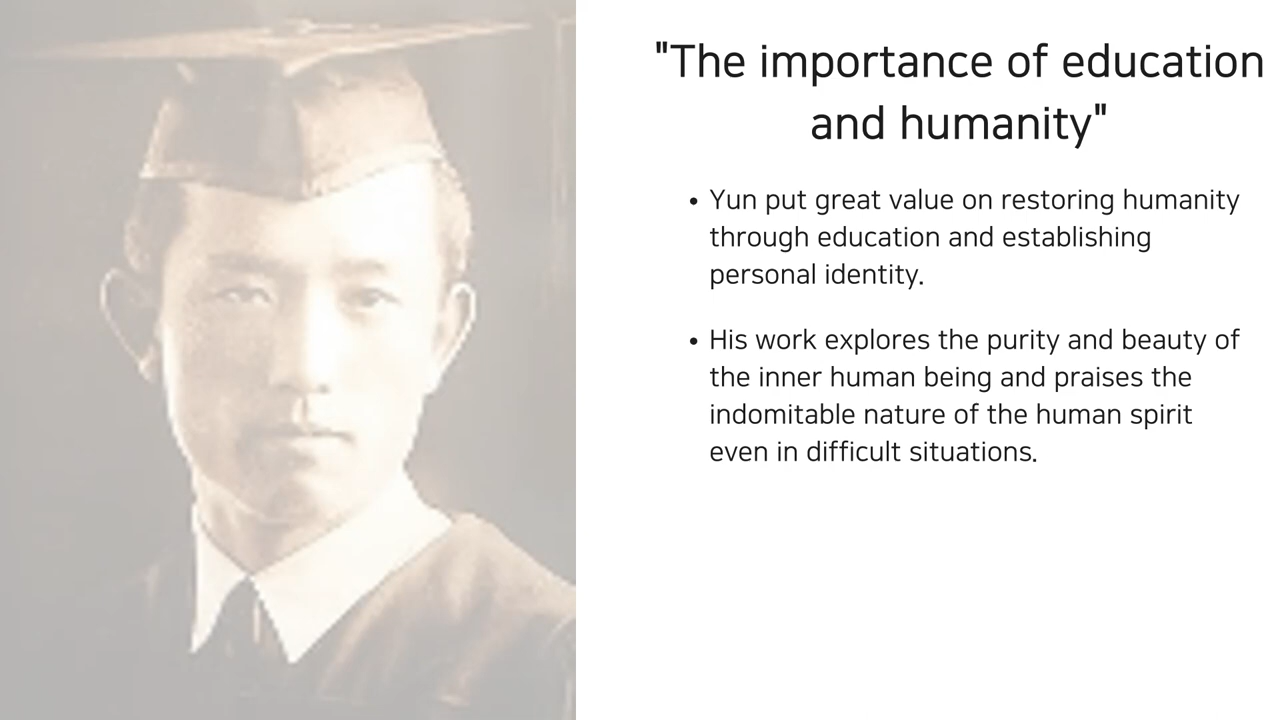 "The importance of education
and humanity"
• Yun put great value on restoring humanity
through education and establishing
personal identity.
• His work explores the purity and beauty of
the inner human being and praises the
indomitable nature of the human spirit
even in difficult situations.